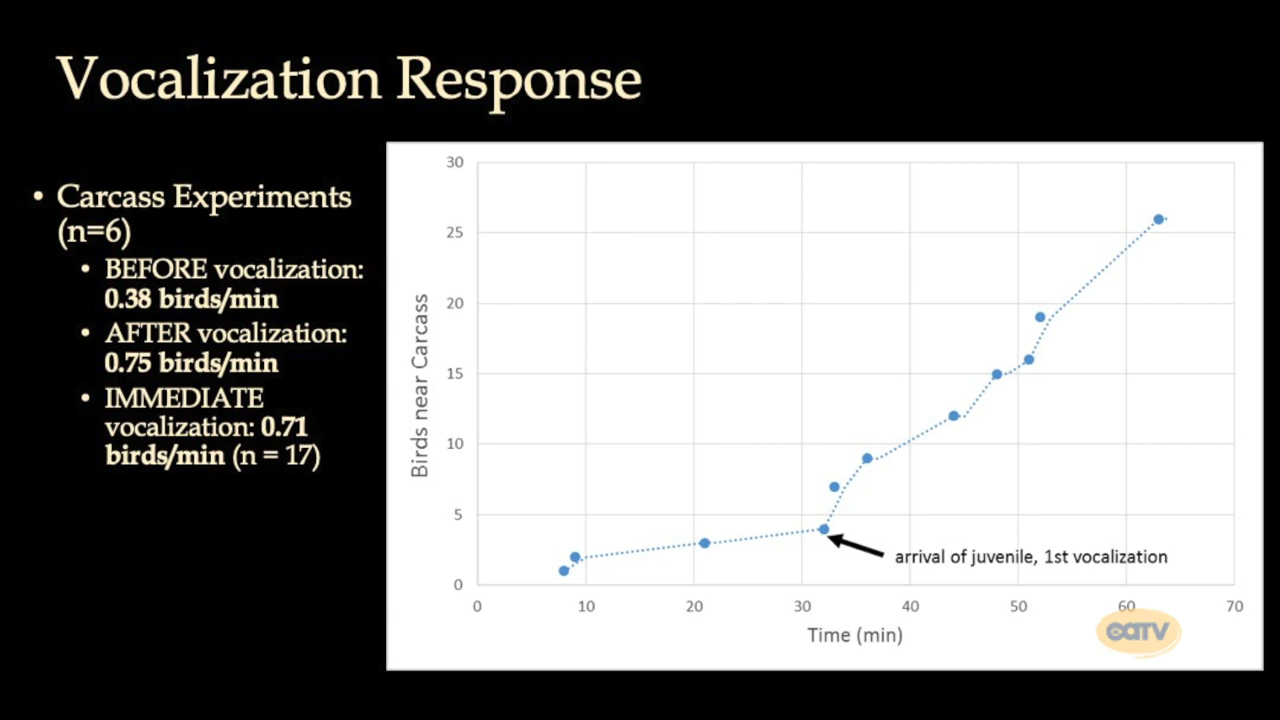 Vocalization Response
• Carcass Experiments
(n=6)
• BEFORE vocalization:
0.38 birds/min
• AFTER vocalization:
0.75 birds/min
• IMMEDIATE
vocalization: 0.71
birds/min (n = 17)
Birds near Carcass
30
25
20
15
10
5
0
arrival of juvenile, 1st vocalization
0 10 20 30 40 50 60 70
Time (min)
catv